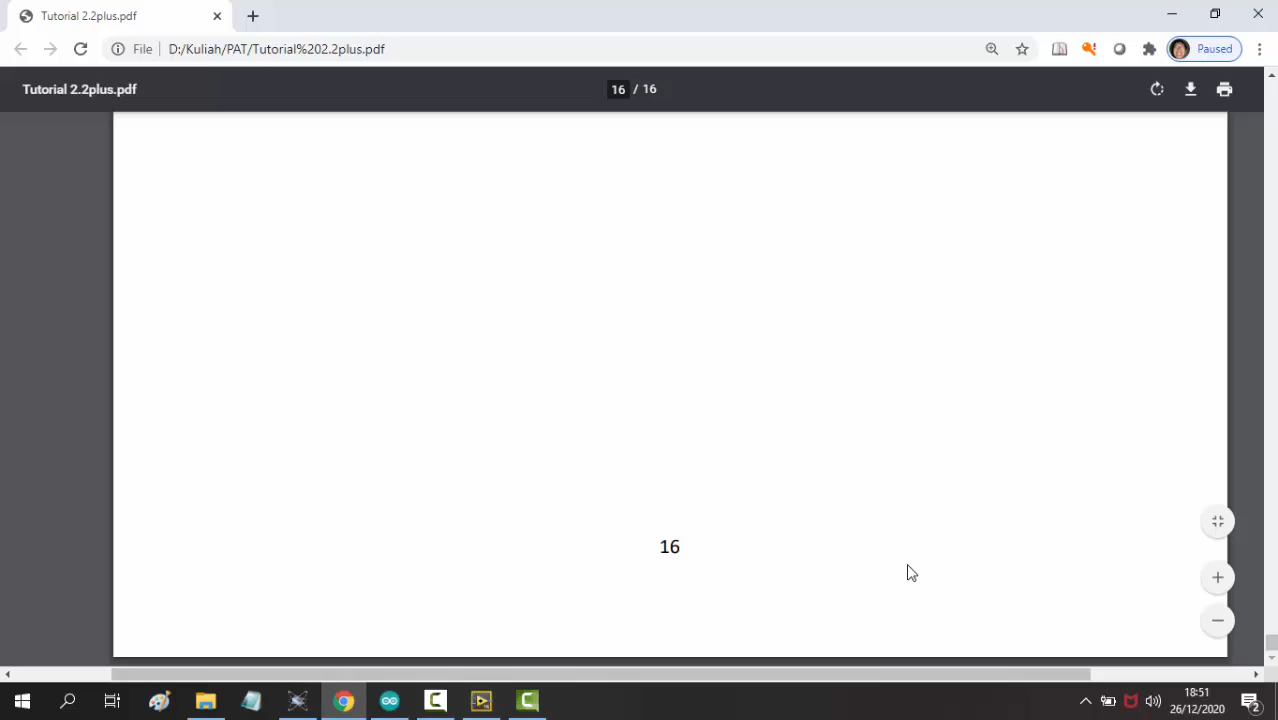 Tutorial 2.2plus.pdf
File D:/Kuliah/PAT/Tutorial%202.2plus.pdf
Paused
Tutorial 2.2plus.pdf
16 / 16
16
18:51
26/12/2020
2